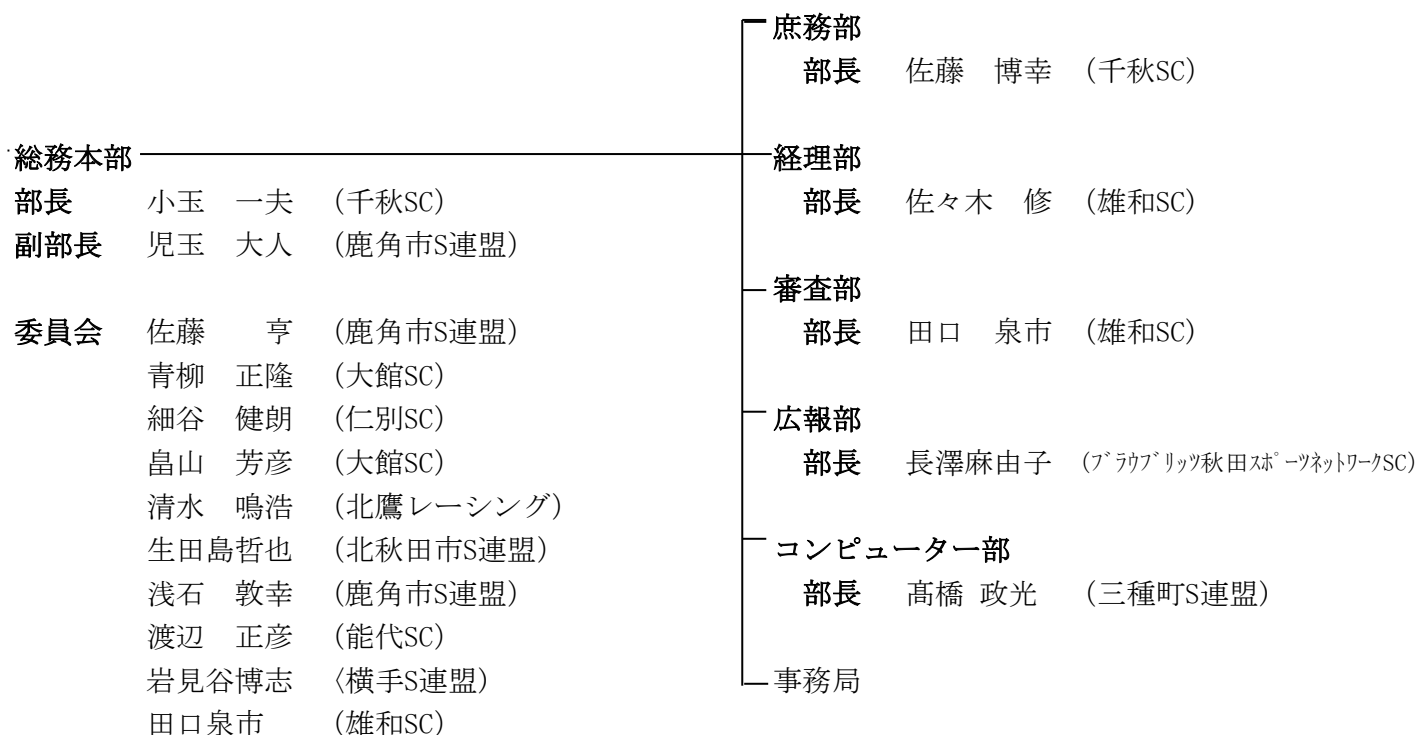 総務本部
部長 小玉 一夫 (千秋SC)
副部長 児玉 大人 (鹿角市S連盟)
委員会 佐藤 亨 (鹿角市S連盟)
青柳 正隆 (大館SC)
細谷 健朗 (仁別SC)
畠山 芳彦 (大館SC)
清水 鳴浩 (北鷹レーシング)
生田島哲也 (北秋田市S連盟)
浅石 敦幸 (鹿角市S連盟)
渡辺 正彦 (能代SC)
岩見谷博志 〈横手S連盟)
田口泉市 (雄和SC)
庶務部
部長 佐藤 博幸 (千秋SC)
経理部
部長 佐々木 修 (雄和SC)
審査部
部長 田口 泉市 (雄和SC)
広報部
部長 長澤麻由子 (ﾌﾞﾗｳﾌﾞﾘｯﾂ秋田ｽﾎﾟｰﾂﾈｯﾄﾜｰｸSC)
コンピューター部
部長 髙橋 政光 (三種町S連盟)
事務局